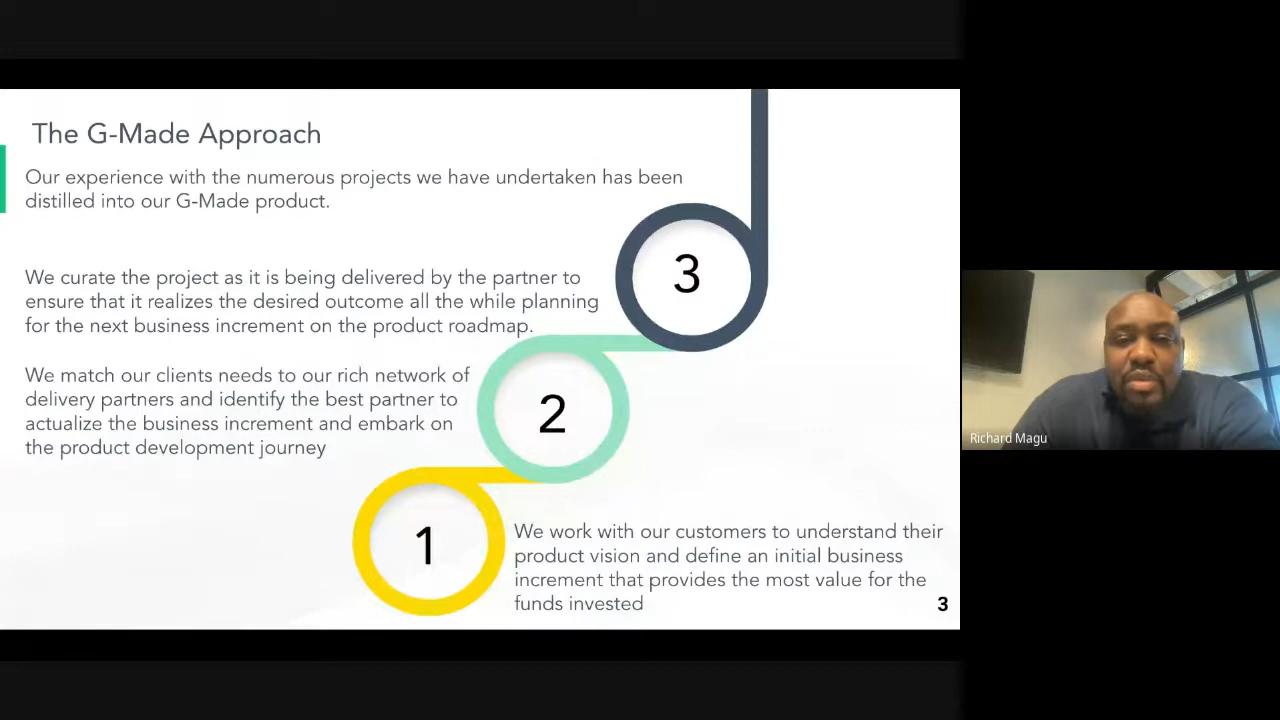 The G-Made Approach
Our experience with the numerous projects we have undertaken has been
distilled into our G-Made product.
We curate the project as it is being delivered by the partner to
ensure that it realizes the desired outcome all the while planning
for the next business increment on the product roadmap.
3
We match our clients needs to our rich network of
delivery partners and identify the best partner to
actualize the business increment and embark on
the product development journey
2
1
We work with our customers to understand their
product vision and define an initial business
increment that provides the most value for the
funds invested
3
Richard Magu